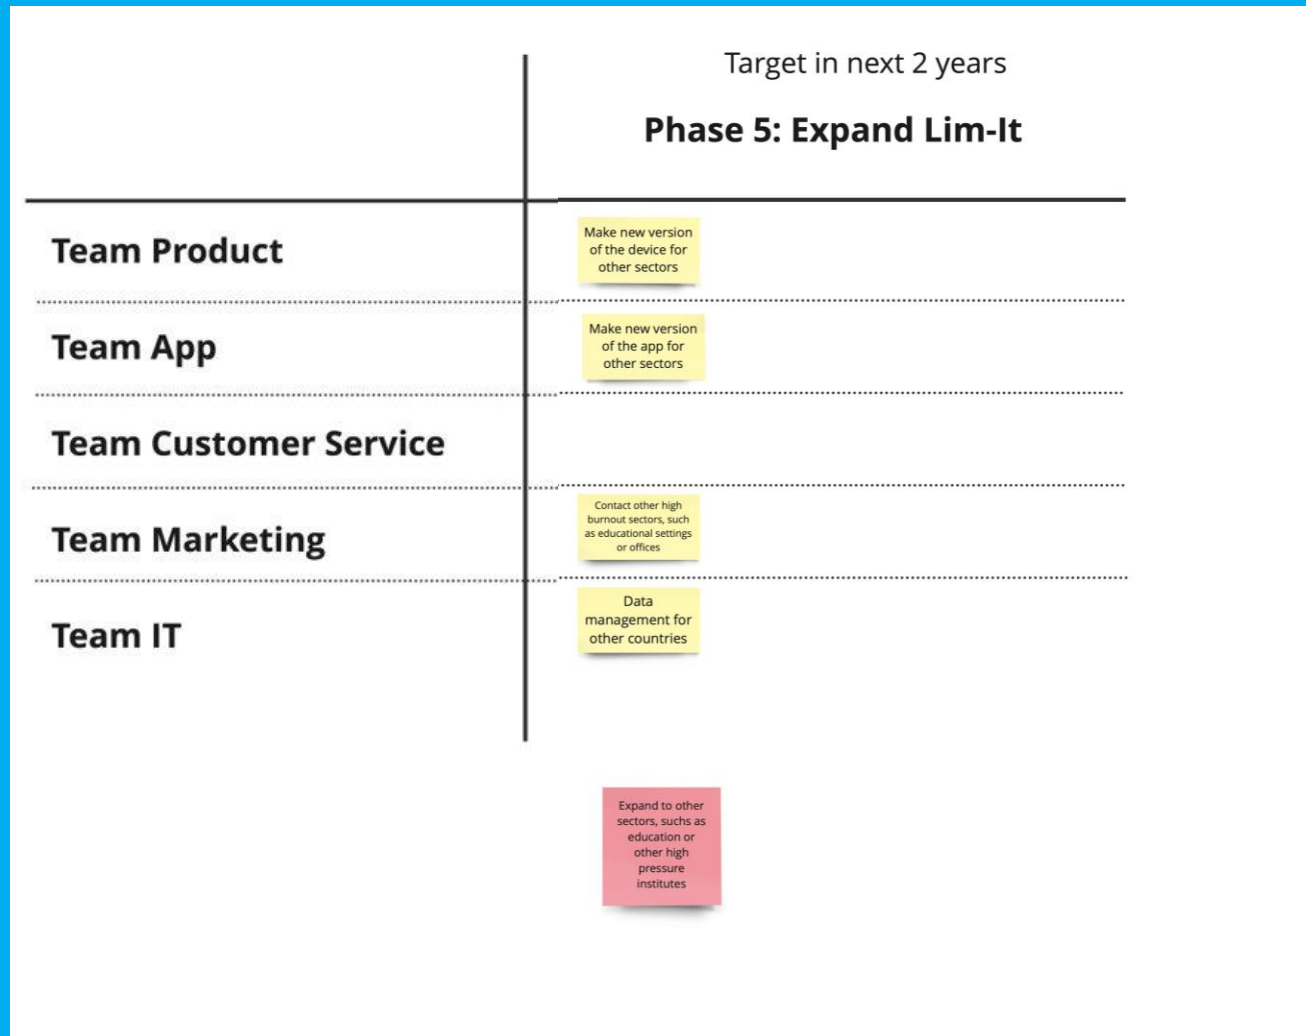 Target in next 2 years
Phase 5: Expand Lim-It
Team Product
Make new version
of the device for
other sectors
Team App
Make new version
of the app for
other sectors
Team Customer Service
Team Marketing
Contact other high
burnout sectors, such
as educational settings
or offices
Team IT
Data
management for
other countries
Expand to other
sectors, suchs as
education or
other high
pressure
institutes